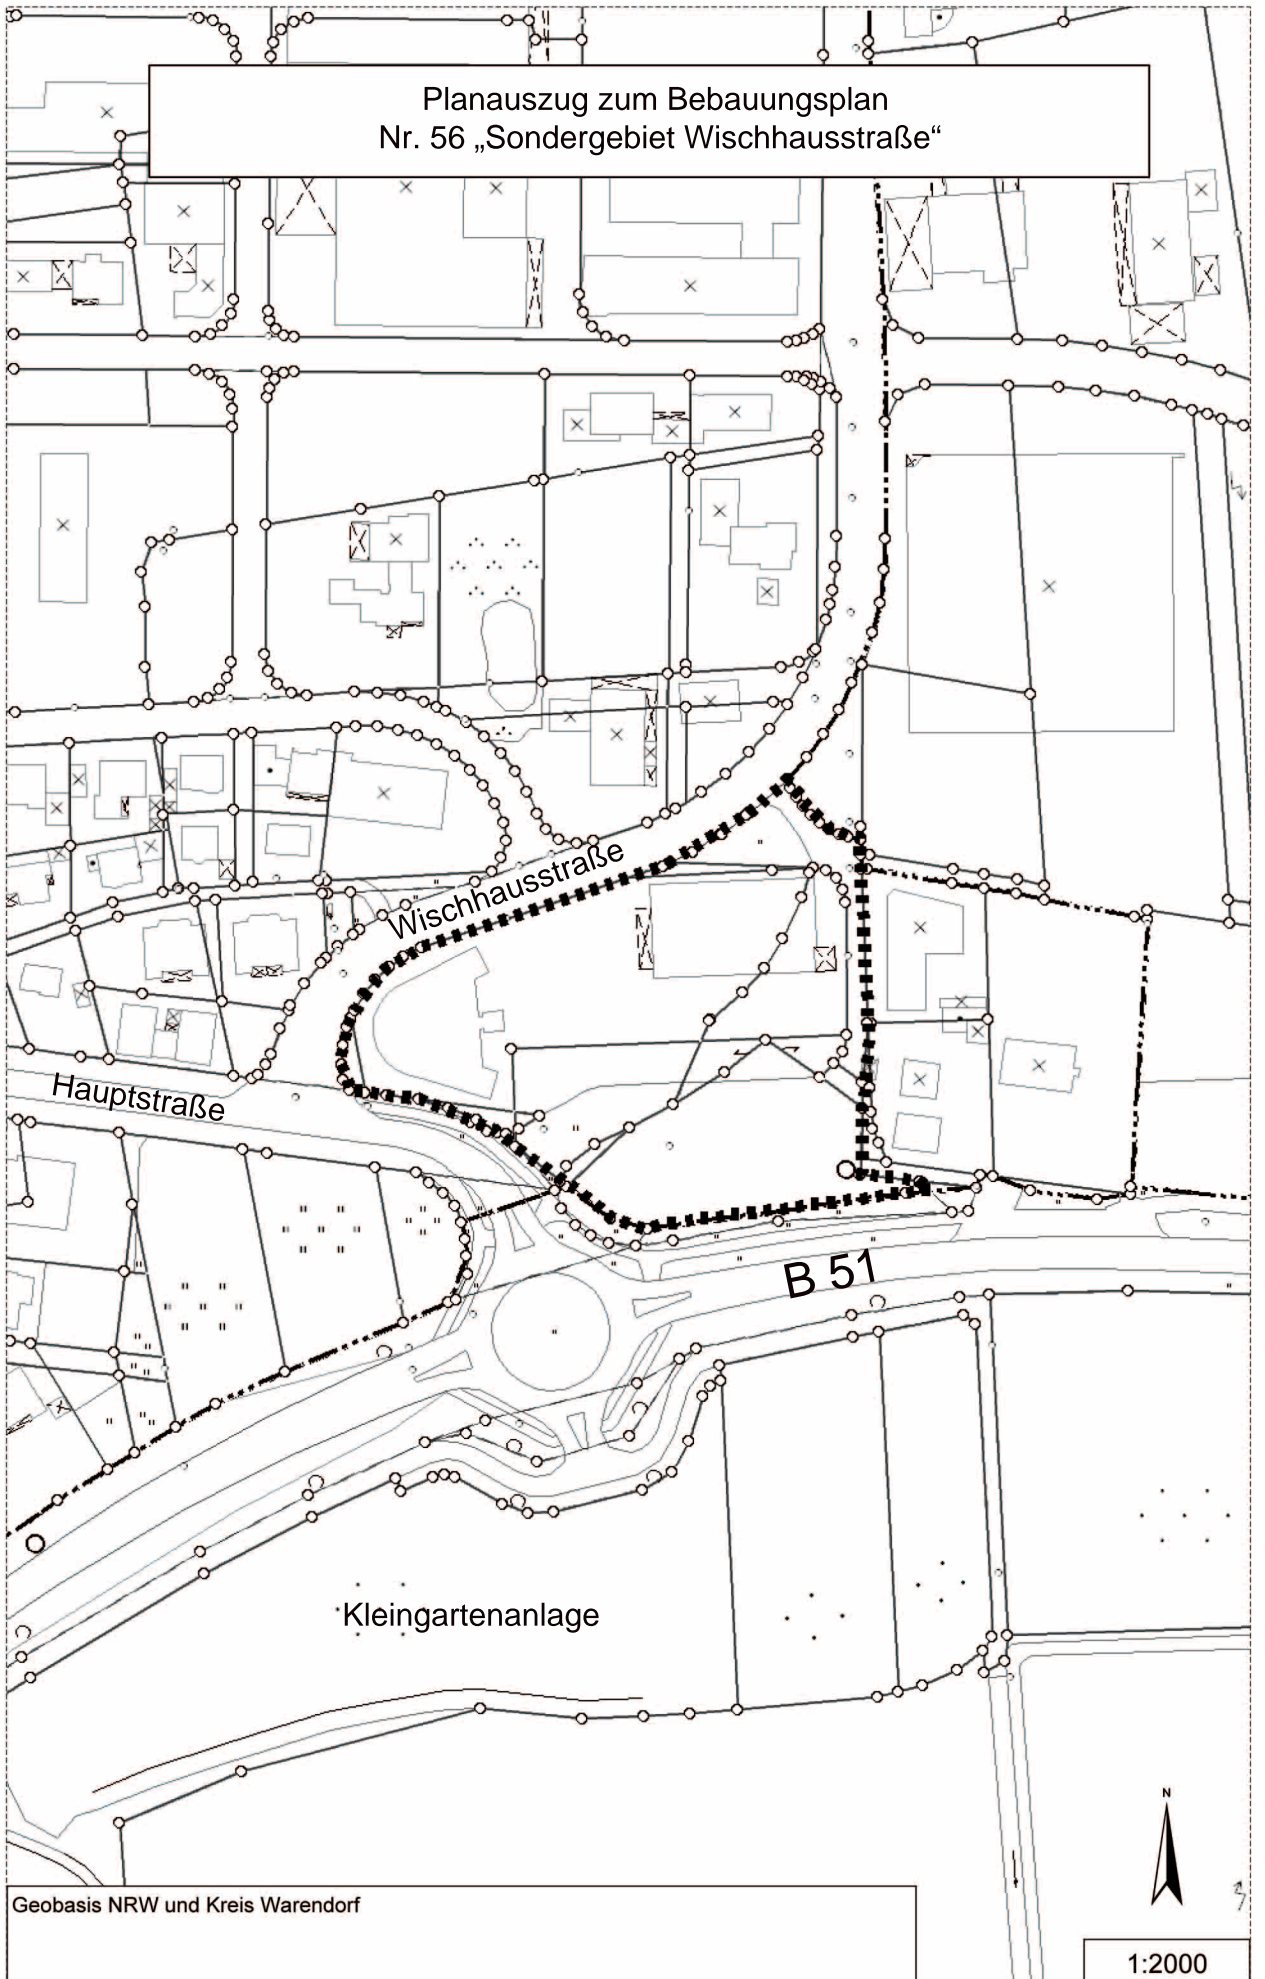 Planauszug zum Bebauungsplan
Nr. 56 „Sondergebiet Wischhausstraße“
Wischhausstraße
Hauptstraße
B 51
Kleingartenanlage
N
Geobasis NRW und Kreis Warendorf
1:2000